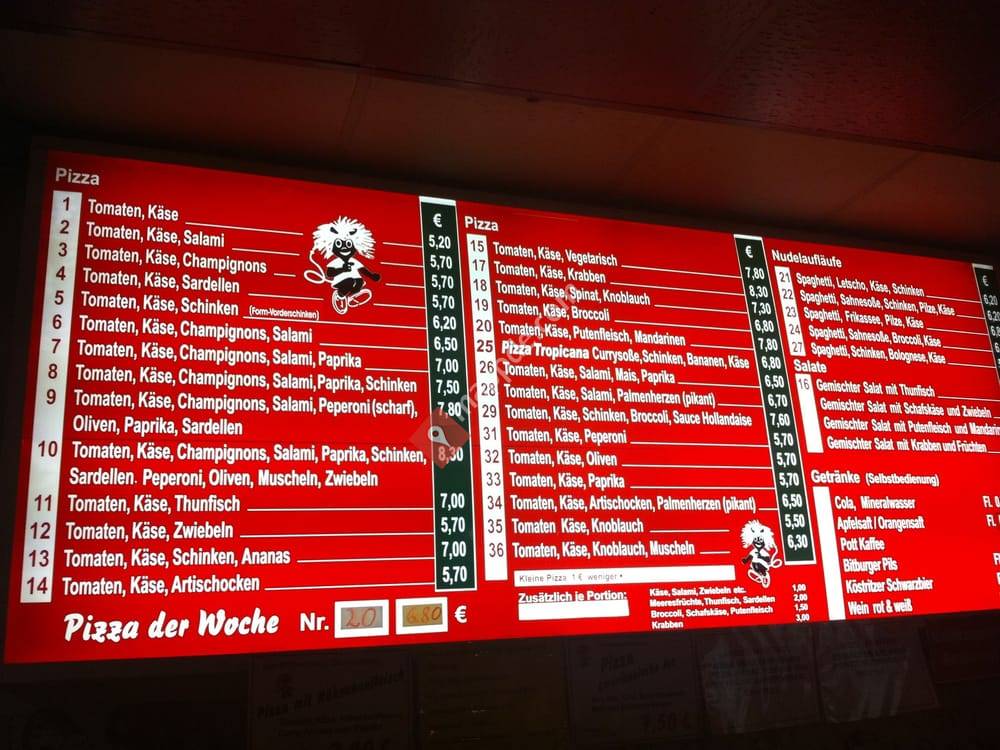 Pizza
€
1 Tomaten, Käse 5,20
2 Tomaten, Käse, Salami 5,70
3 Tomaten, Käse, Champignons 5,70
4 Tomaten, Käse, Sardellen 5,70
5 Tomaten, Käse, Schinken (Form-Vorderschinken) 6,20
6 Tomaten, Käse, Champignons, Salami 6,50
7 Tomaten, Käse, Champignons, Salami, Paprika 7,00
8 Tomaten, Käse, Champignons, Salami, Paprika, Schinken 7,50
9 Tomaten, Käse, Champignons, Salami, Peperoni (scharf), 7,80
Oliven, Paprika, Sardellen
10 Tomaten, Käse, Champignons, Salami, Paprika, Schinken, 8,30
Sardellen. Peperoni, Oliven, Muscheln, Zwiebeln
11 Tomaten, Käse, Thunfisch 7,00
12 Tomaten, Käse, Zwiebeln 5,70
13 Tomaten, Käse, Schinken, Ananas 7,00
14 Tomaten, Käse, Artischocken 5,70
Pizza der Woche Nr. 20 6.80 €
Pizza
€
15 Tomaten, Käse, Vegetarisch 7,80
17 Tomaten, Käse, Krabben 8,30
18 Tomaten, Käse, Spinat, Knoblauch 7,30
19 Tomaten, Käse, Broccoli 6,80
20 Tomaten, Käse, Putenfleisch, Mandarinen 7,80
25 Pizza Tropicana Currysoße, Schinken, Bananen, Käse 6,80
26 Tomaten, Käse, Salami, Mais, Paprika 6,50
28 Tomaten, Käse, Salami, Palmenherzen (pikant) 6,70
29 Tomaten, Käse, Schinken, Broccoli, Sauce Hollandaise 7,60
31 Tomaten, Käse, Peperoni 5,70
32 Tomaten, Käse, Oliven 5,70
33 Tomaten, Käse, Paprika 5,70
34 Tomaten, Käse, Artischocken, Palmenherzen (pikant) 6,50
35 Tomaten Käse, Knoblauch 5,50
36 Tomaten, Käse, Knoblauch, Muscheln 6,30
Kleine Pizza 1 € weniger •
Zusätzlich je Portion:
Käse, Salami, Zwiebeln etc. 1,00
Meeresfrüchte, Thunfisch, Sardellen 2,00
Broccoli, Schafskäse, Putenfleisch 1,50
Krabben 3,00
Nudelaufläufe
€
21 Spaghetti, Letscho, Käse, Schinken 6,20
22 Spaghetti, Sahnesoße, Schinken, Pilze, Käse
23 Spaghetti, Frikassee, Pilze, Käse
24 Spaghetti, Sahnesoße, Broccoli, Käse
27 Spaghetti, Schinken, Bolognese, Käse
Salate
16 Gemischter Salat mit Thunfisch
Gemischter Salat mit Schafskäse und Zwiebeln
Gemischter Salat mit Putenfleisch und Mandarin
Gemischter Salat mit Krabben und Früchten
Getränke (Selbstbedienung)
Cola, Mineralwasser Fl. 0,
Apfelsaft / Orangensaft Fl.
Pott Kaffee
Bitburger Pils
Köstritzer Schwarzbier
Wein rot & weiß
Pizza mit
Pizza